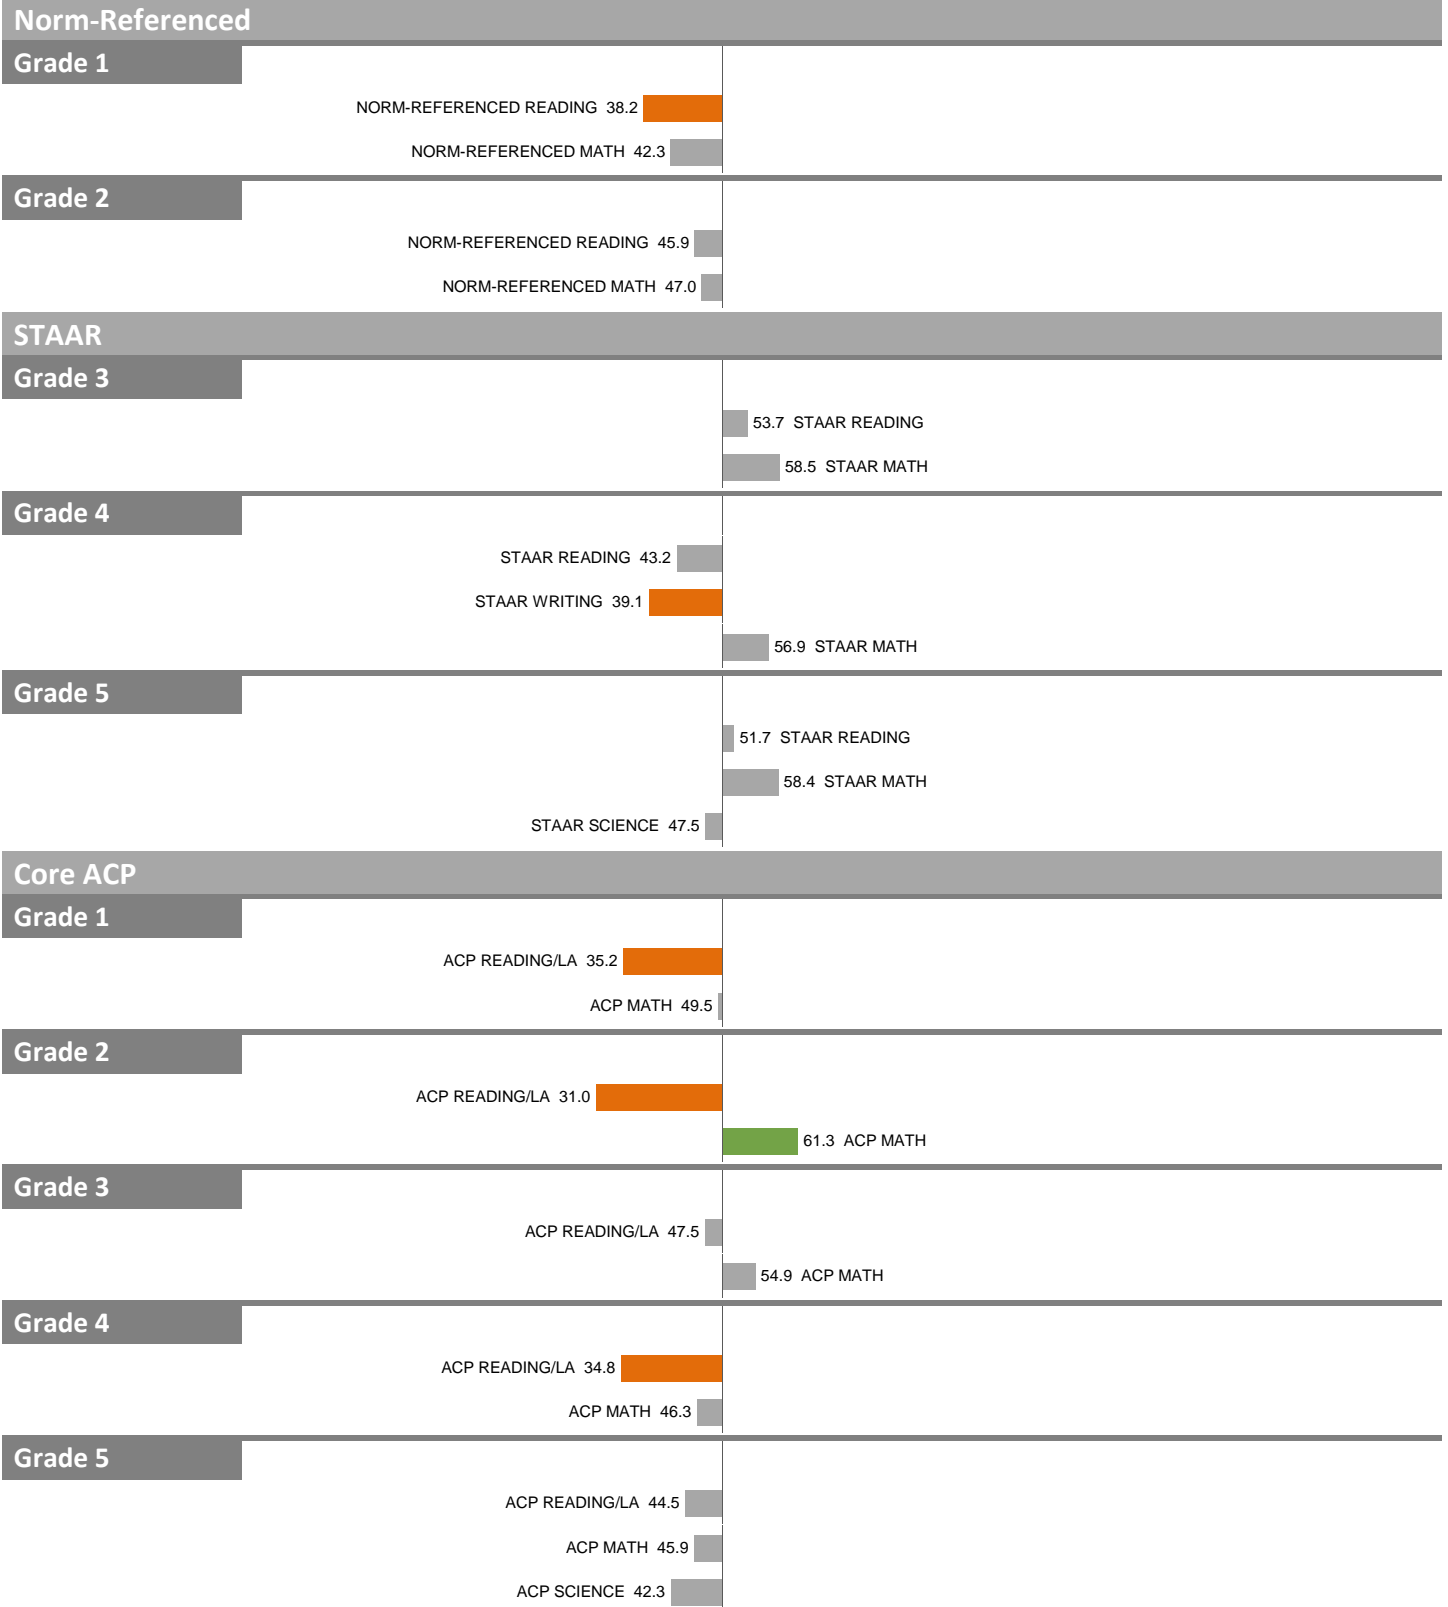 Norm-Referenced
Grade 1
NORM-REFERENCED READING 38.2
NORM-REFERENCED MATH 42.3
Grade 2
NORM-REFERENCED READING 45.9
NORM-REFERENCED MATH 47.0
STAAR
Grade 3
53.7 STAAR READING
58.5 STAAR MATH
Grade 4
STAAR READING 43.2
STAAR WRITING 39.1
56.9 STAAR MATH
Grade 5
51.7 STAAR READING
58.4 STAAR MATH
STAAR SCIENCE 47.5
Core ACP
Grade 1
ACP READING/LA 35.2
ACP MATH 49.5
Grade 2
ACP READING/LA 31.0
61.3 ACP MATH
Grade 3
ACP READING/LA 47.5
54.9 ACP MATH
Grade 4
ACP READING/LA 34.8
ACP MATH 46.3
Grade 5
ACP READING/LA 44.5
ACP MATH 45.9
ACP SCIENCE 42.3